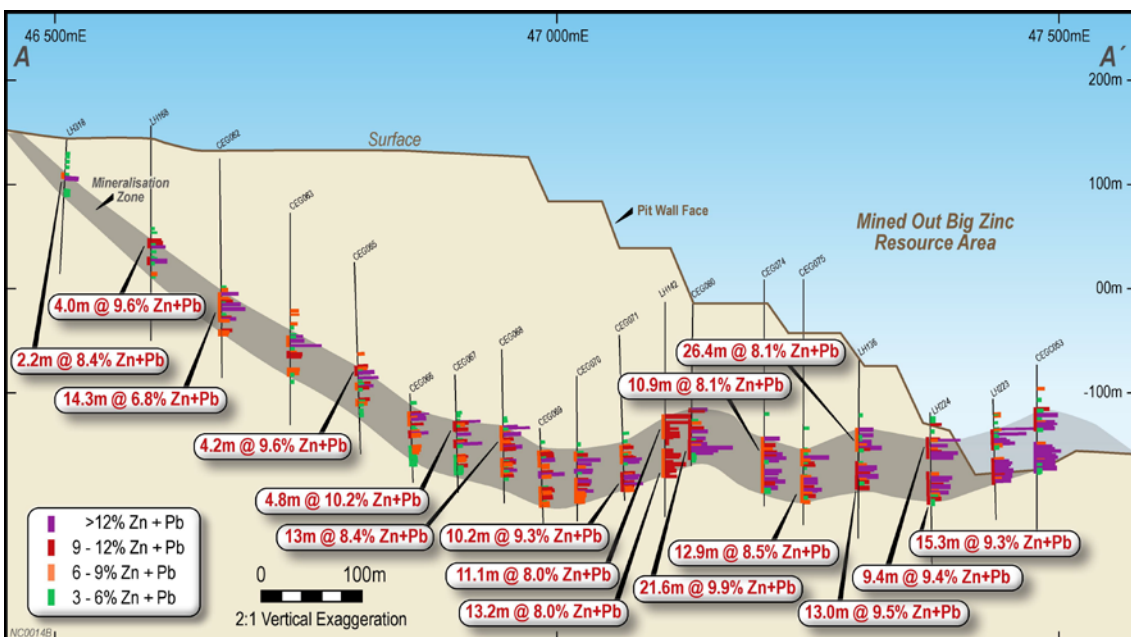 46 500mE
47 000mE
47 500mE
A
A´
200m
100m
00m
-100m
Surface
Mineralisation
Zone
Pit Wall Face
Mined Out Big Zinc
Resource Area
LH168
CEG062
CEG063
CEG065
CEG066
CEG067
CEG068
CEG069
CEG070
CEG071
LH142
CEG060
CEG074
CEG075
LH136
LH224
LH223
CEGC053
4.0m @ 9.6% Zn+Pb
2.2m @ 8.4% Zn+Pb
14.3m @ 6.8% Zn+Pb
4.2m @ 9.6% Zn+Pb
4.8m @ 10.2% Zn+Pb
13m @ 8.4% Zn+Pb
10.2m @ 9.3% Zn+Pb
11.1m @ 8.0% Zn+Pb
13.2m @ 8.0% Zn+Pb
26.4m @ 8.1% Zn+Pb
10.9m @ 8.1% Zn+Pb
12.9m @ 8.5% Zn+Pb
21.6m @ 9.9% Zn+Pb
15.3m @ 9.3% Zn+Pb
9.4m @ 9.4% Zn+Pb
13.0m @ 9.5% Zn+Pb
>12% Zn + Pb
9 - 12% Zn + Pb
6 - 9% Zn + Pb
3 - 6% Zn + Pb
0 100m
2:1 Vertical Exaggeration
NC0014B